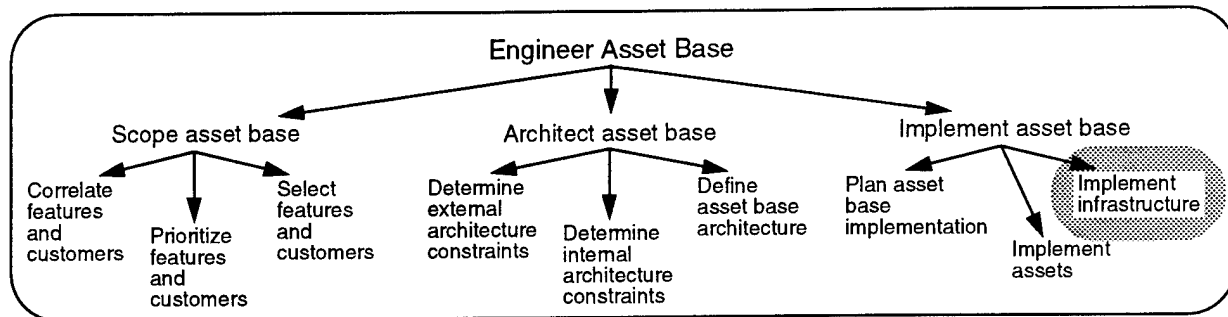 Engineer Asset Base
Scope asset base
Architect asset base
Implement asset base
Correlate
features
and
customers
Prioritize
features
and
customers
Select
features
and
customers
Determine
external
architecture
constraints
Determine
internal
architecture
constraints
Define
asset base
architecture
Plan asset
base
implementation
Implement
assets
Implement
infrastructure